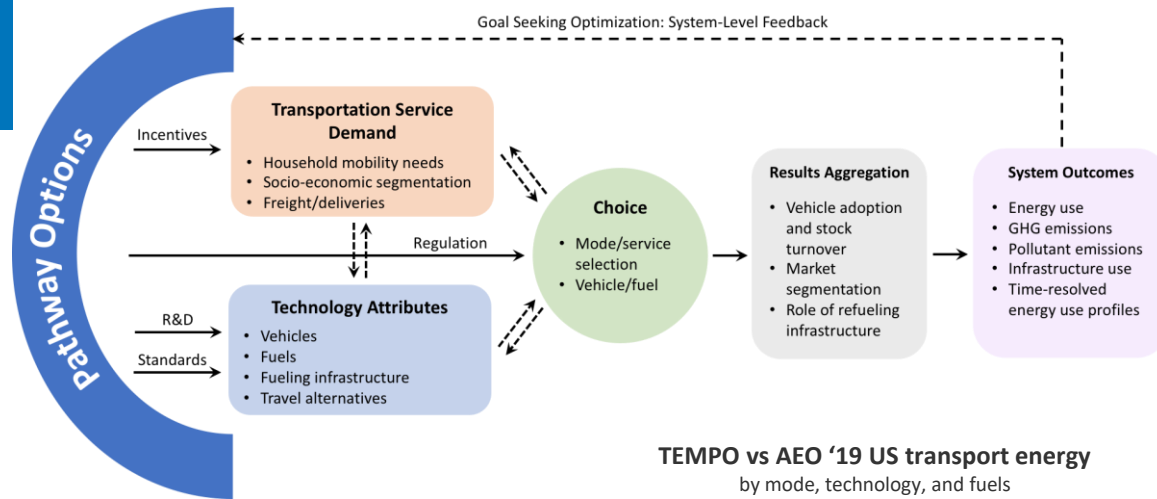 Goal Seeking Optimization: System-Level Feedback
Pathway Options
Incentives
Transportation Service
Demand
• Household mobility needs
• Socio-economic segmentation
• Freight/deliveries
Regulation
R&D
Standards
Technology Attributes
• Vehicles
• Fuels
• Fueling infrastructure
• Travel alternatives
Choice
• Mode/service
selection
• Vehicle/fuel
Results Aggregation
• Vehicle adoption
and stock
turnover
• Market
segmentation
• Role of refueling
infrastructure
System Outcomes
• Energy use
• GHG emissions
• Pollutant emissions
• Infrastructure use
• Time-resolved
energy use profiles
TEMPO vs AEO ‘19 US transport energy
by mode, technology, and fuels